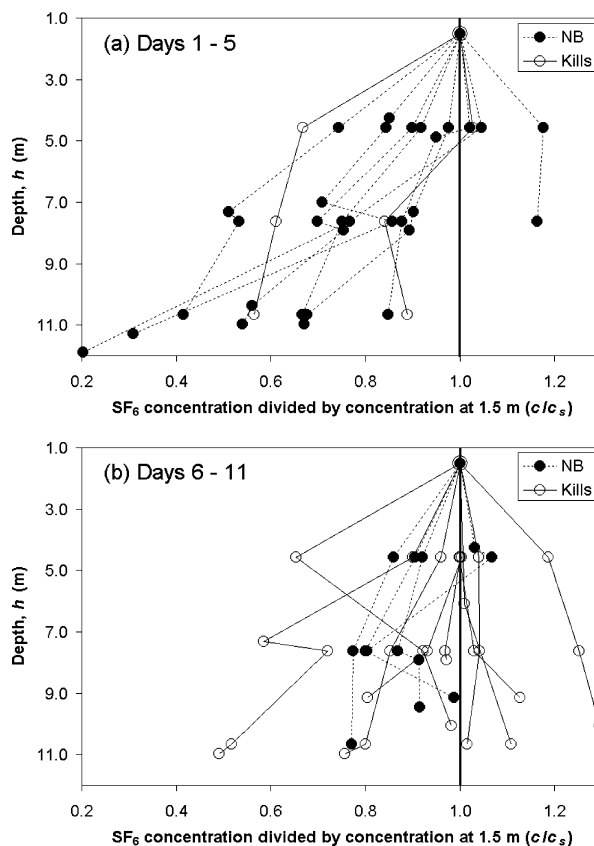 (a) Days 1 - 5
NB
Kills
Depth, h (m)
1.0
3.0
5.0
7.0
9.0
11.0
0.2 0.4 0.6 0.8 1.0 1.2
SF6 concentration divided by concentration at 1.5 m (c/cs)
(b) Days 6 - 11
NB
Kills
Depth, h (m)
1.0
3.0
5.0
7.0
9.0
11.0
0.2 0.4 0.6 0.8 1.0 1.2
SF6 concentration divided by concentration at 1.5 m (c/cs)